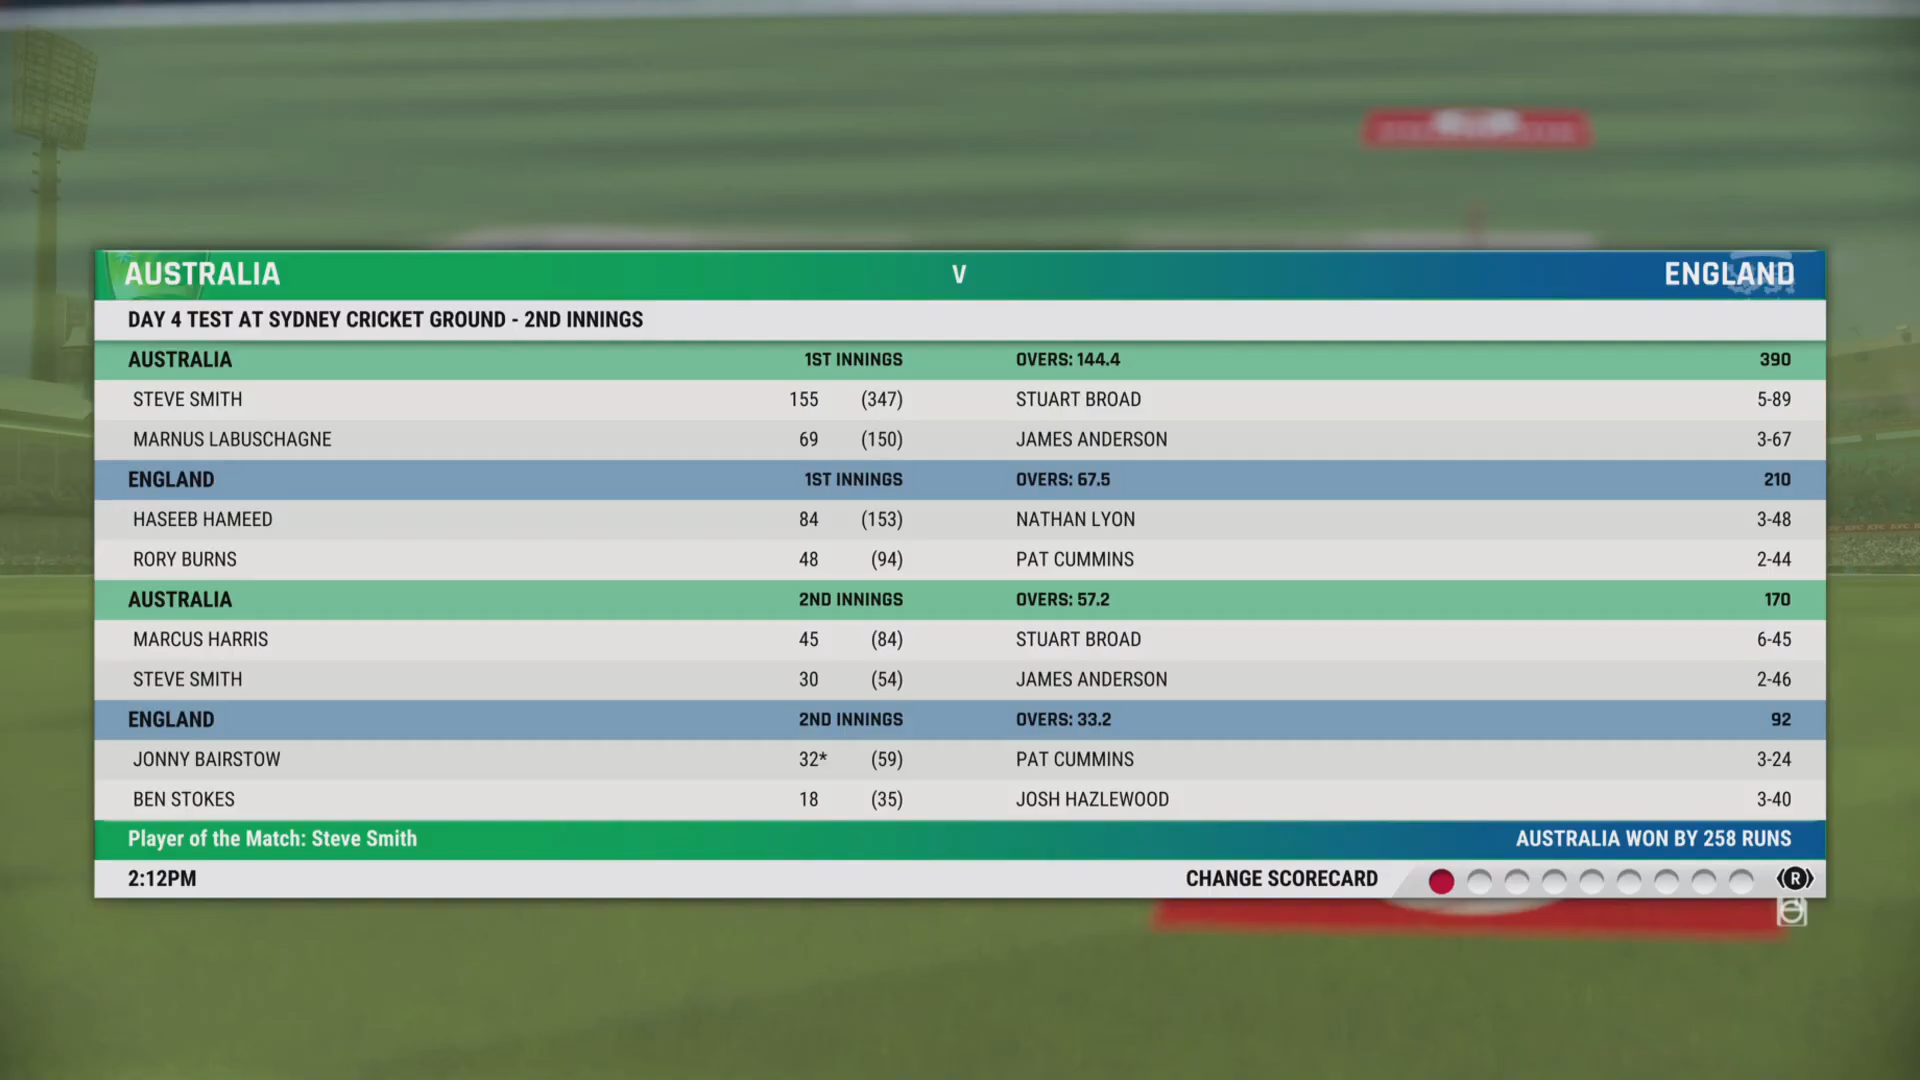 AUSTRALIA V ENGLAND
DAY 4 TEST AT SYDNEY CRICKET GROUND - 2ND INNINGS
AUSTRALIA 1ST INNINGS OVERS: 144.4 390
STEVE SMITH 155 (347) STUART BROAD 5-89
MARNUS LABUSCHAGNE 69 (150) JAMES ANDERSON 3-67
ENGLAND 1ST INNINGS OVERS: 67.5 210
HASEEB HAMEED 84 (153) NATHAN LYON 3-48
RORY BURNS 48 (94) PAT CUMMINS 2-44
AUSTRALIA 2ND INNINGS OVERS: 57.2 170
MARCUS HARRIS 45 (84) STUART BROAD 6-45
STEVE SMITH 30 (54) JAMES ANDERSON 2-46
ENGLAND 2ND INNINGS OVERS: 33.2 92
JONNY BAIRSTOW 32* (59) PAT CUMMINS 3-24
BEN STOKES 18 (35) JOSH HAZLEWOOD 3-40
Player of the Match: Steve Smith AUSTRALIA WON BY 258 RUNS
2:12PM CHANGE SCORECARD R